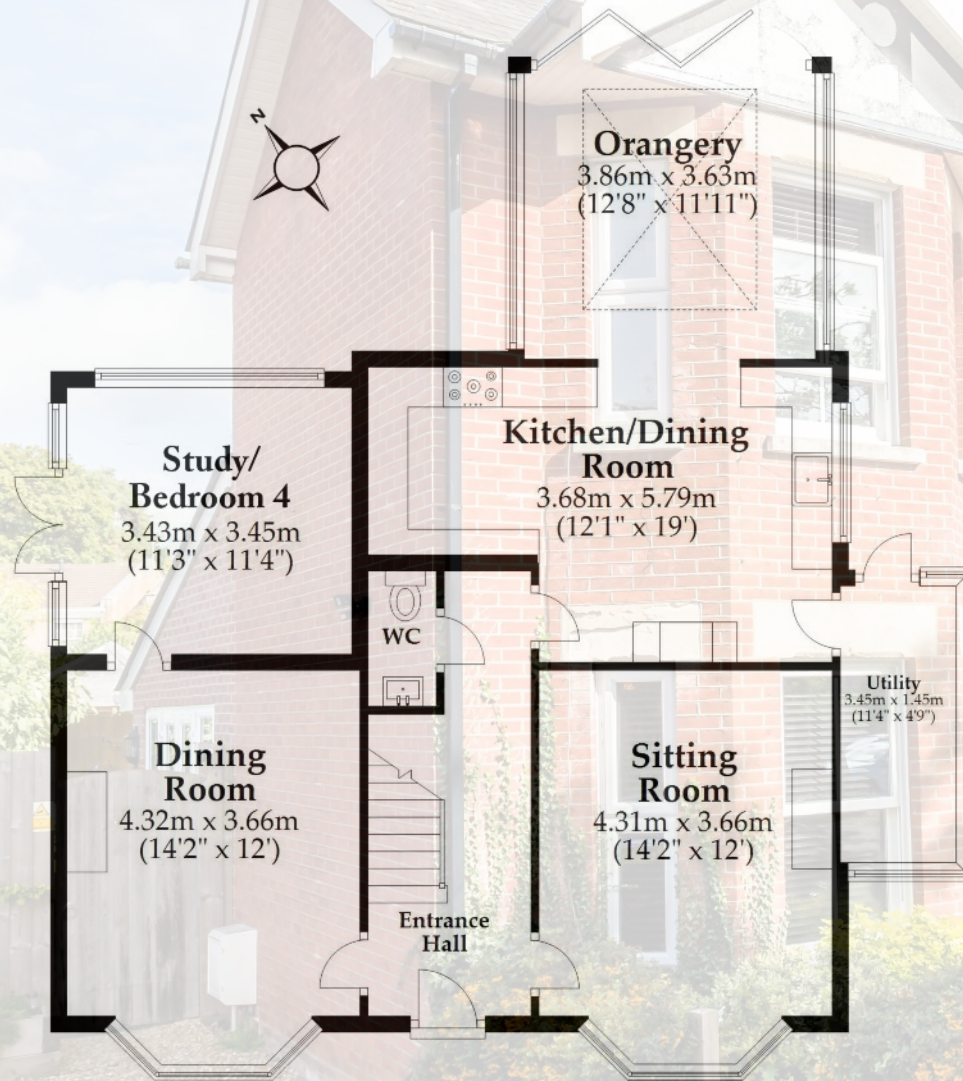 N
Orangery
3.86m x 3.63m
(12'8" x 11'11")
Kitchen/Dining
Room
3.68m x 5.79m
(12'1" x 19')
Study/
Bedroom 4
3.43m x 3.45m
(11'3" x 11'4")
WC
Utility
3.45m x 1.45m
(11'4" x 4'9")
Dining
Room
4.32m x 3.66m
(14'2" x 12')
Sitting
Room
4.31m x 3.66m
(14'2" x 12')
Entrance
Hall